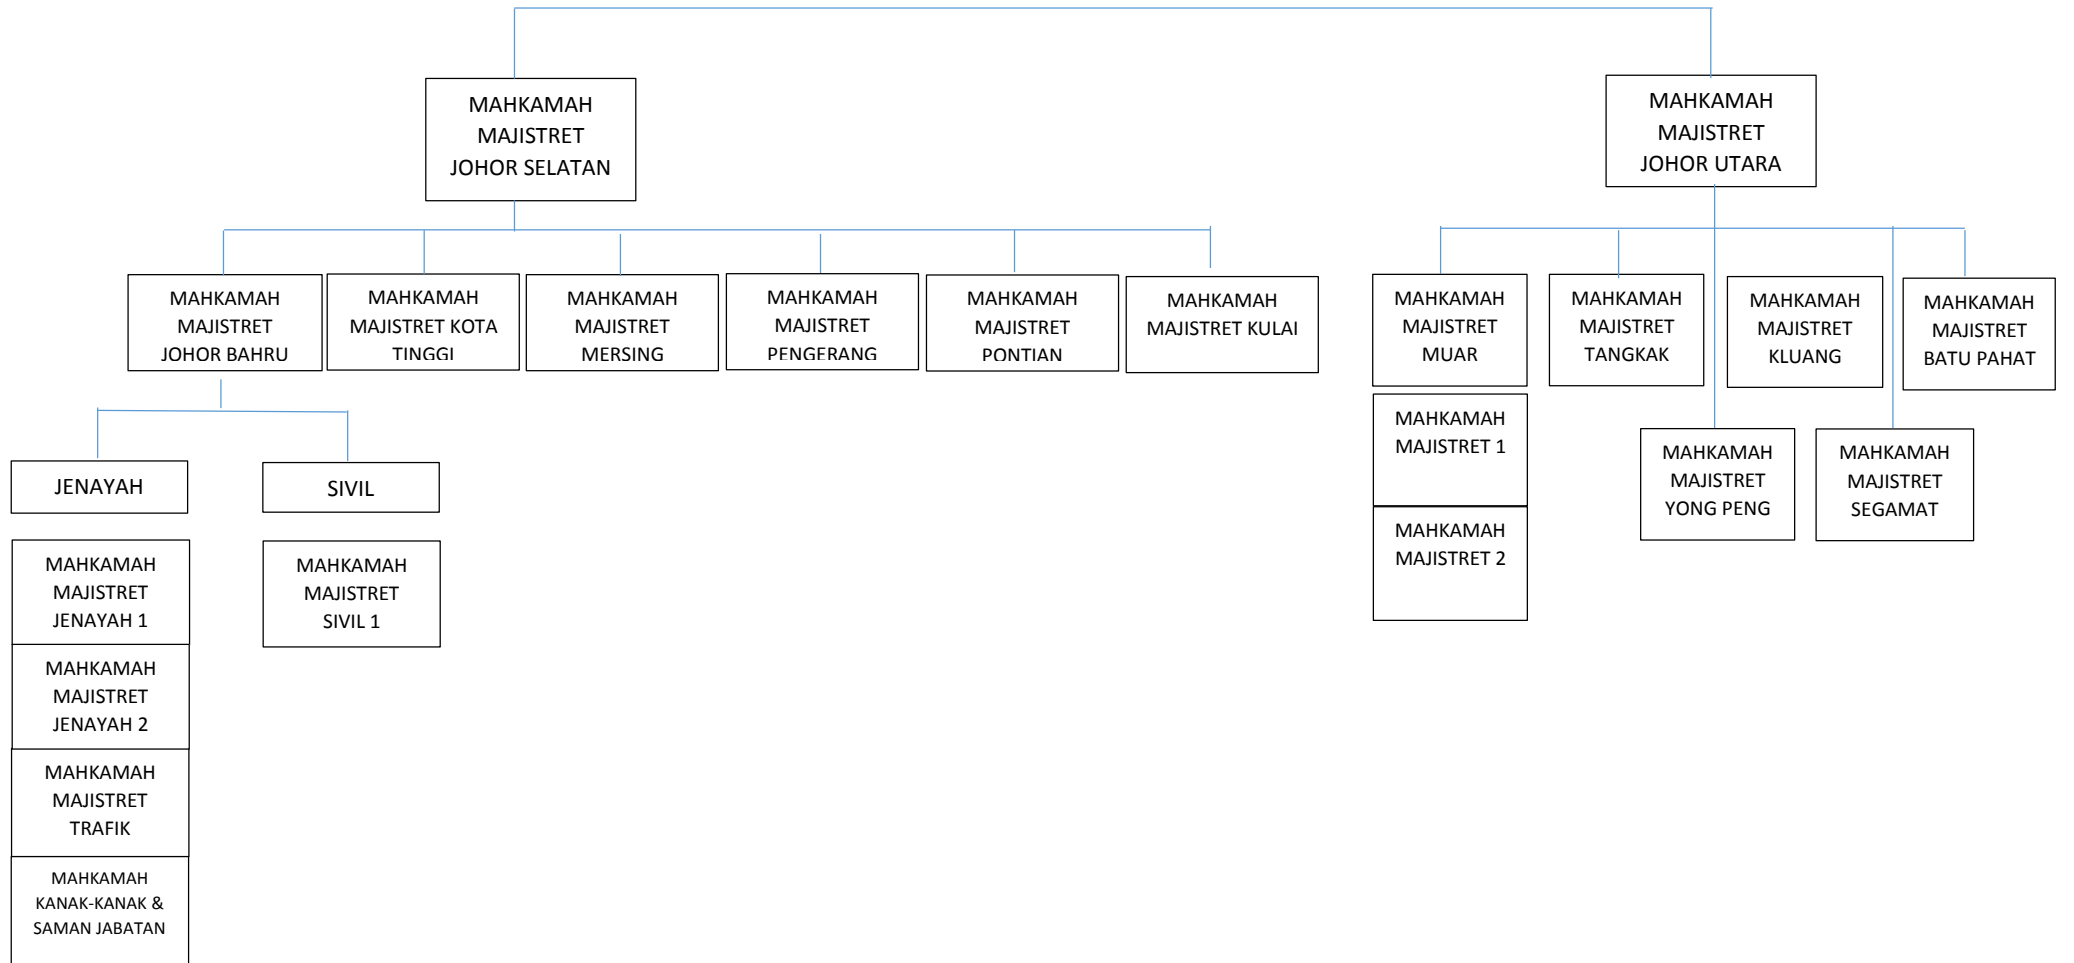 MAHKAMAH
MAJISTRET
JOHOR SELATAN
MAHKAMAH
MAJISTRET
JOHOR UTARA
MAHKAMAH
MAJISTRET
JOHOR BAHRU
MAHKAMAH
MAJISTRET KOTA
TINGGI
MAHKAMAH
MAJISTRET
MERSING
MAHKAMAH
MAJISTRET
PENGERANG
MAHKAMAH
MAJISTRET
PONTIAN
MAHKAMAH
MAJISTRET KULAI
MAHKAMAH
MAJISTRET
MUAR
MAHKAMAH
MAJISTRET
TANGKAK
MAHKAMAH
MAJISTRET
KLUANG
MAHKAMAH
MAJISTRET
BATU PAHAT
MAHKAMAH
MAJISTRET 1
MAHKAMAH
MAJISTRET 2
MAHKAMAH
MAJISTRET
YONG PENG
MAHKAMAH
MAJISTRET
SEGAMAT
JENAYAH
SIVIL
MAHKAMAH
MAJISTRET
JENAYAH 1
MAHKAMAH
MAJISTRET
SIVIL 1
MAHKAMAH
MAJISTRET
JENAYAH 2
MAHKAMAH
MAJISTRET
TRAFIK
MAHKAMAH
KANAK-KANAK &
SAMAN JABATAN